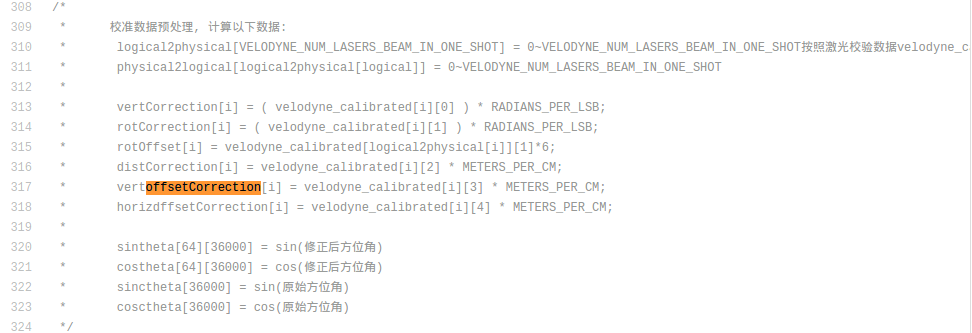 308 /*
309 * 校准数据预处理, 计算以下数据:
310 * logical2physical[VELODYNE_NUM_LASERS_BEAM_IN_ONE_SHOT] = 0~VELODYNE_NUM_LASERS_BEAM_IN_ONE_SHOT按照激光校验数据velodyne_c
311 * physical2logical[logical2physical[logical]] = 0~VELODYNE_NUM_LASERS_BEAM_IN_ONE_SHOT
312 *
313 * vertCorrection[i] = ( velodyne_calibrated[i][0] ) * RADIANS_PER_LSB;
314 * rotCorrection[i] = ( velodyne_calibrated[i][1] ) * RADIANS_PER_LSB;
315 * rotOffset[i] = velodyne_calibrated[logical2physical[i]][1]*6;
316 * distCorrection[i] = velodyne_calibrated[i][2] * METERS_PER_CM;
317 * vertoffsetCorrection[i] = velodyne_calibrated[i][3] * METERS_PER_CM;
318 * horizdffsetCorrection[i] = velodyne_calibrated[i][4] * METERS_PER_CM;
319 *
320 * sintheta[64][36000] = sin(修正后方位角)
321 * costheta[64][36000] = cos(修正后方位角)
322 * sinctheta[36000] = sin(原始方位角)
323 * cosctheta[36000] = cos(原始方位角)
324 */